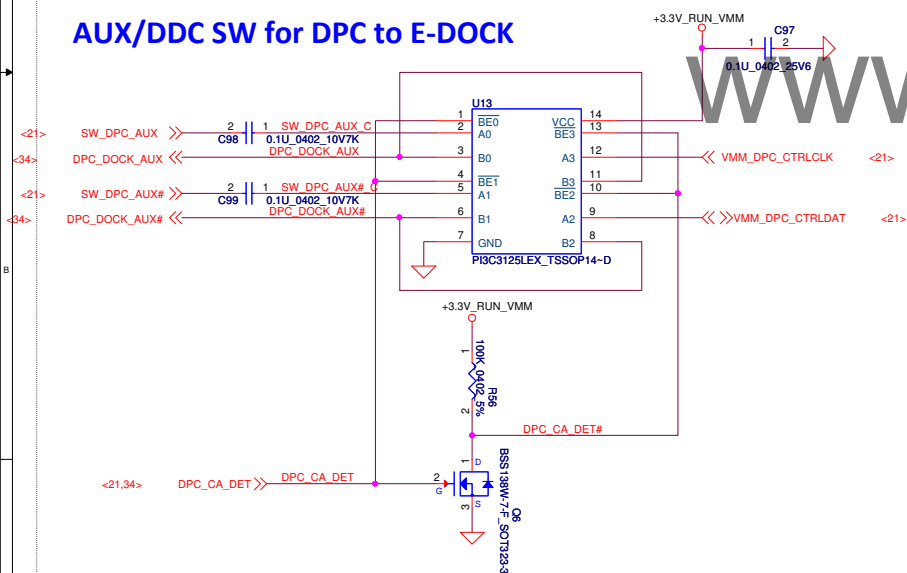 AUX/DDC SW for DPC to E-DOCK
+3.3V_RUN_VMM
C97
1 2
0.1U_0402_25V6
WWW
U13
1 BE0 VCC 14
<21> SW_DPC_AUX 2 1 SW_DPC_AUX_C 2 A0 BE3 13
C98 0.1U_0402_10V7K
<34> DPC_DOCK_AUX DPC_DOCK_AUX 3 B0 A3 12 VMM_DPC_CTRLCLK <21>
4 BE1 B3 11
<21> SW_DPC_AUX# 2 1 SW_DPC_AUX#_C 5 A1 BE2 10
C99 0.1U_0402_10V7K
<34> DPC_DOCK_AUX# DPC_DOCK_AUX# 6 B1 A2 9 VMM_DPC_CTRLDAT <21>
7 GND B2 8
PI3C3125LEX_TSSOP14~D
B
+3.3V_RUN_VMM
1
100K_0402_5%
R56
2
DPC_CA_DET#
1 D
<21,34> DPC_CA_DET DPC_CA_DET 2 G
3 S
Q6
BSS138W-7-F_SOT323-3